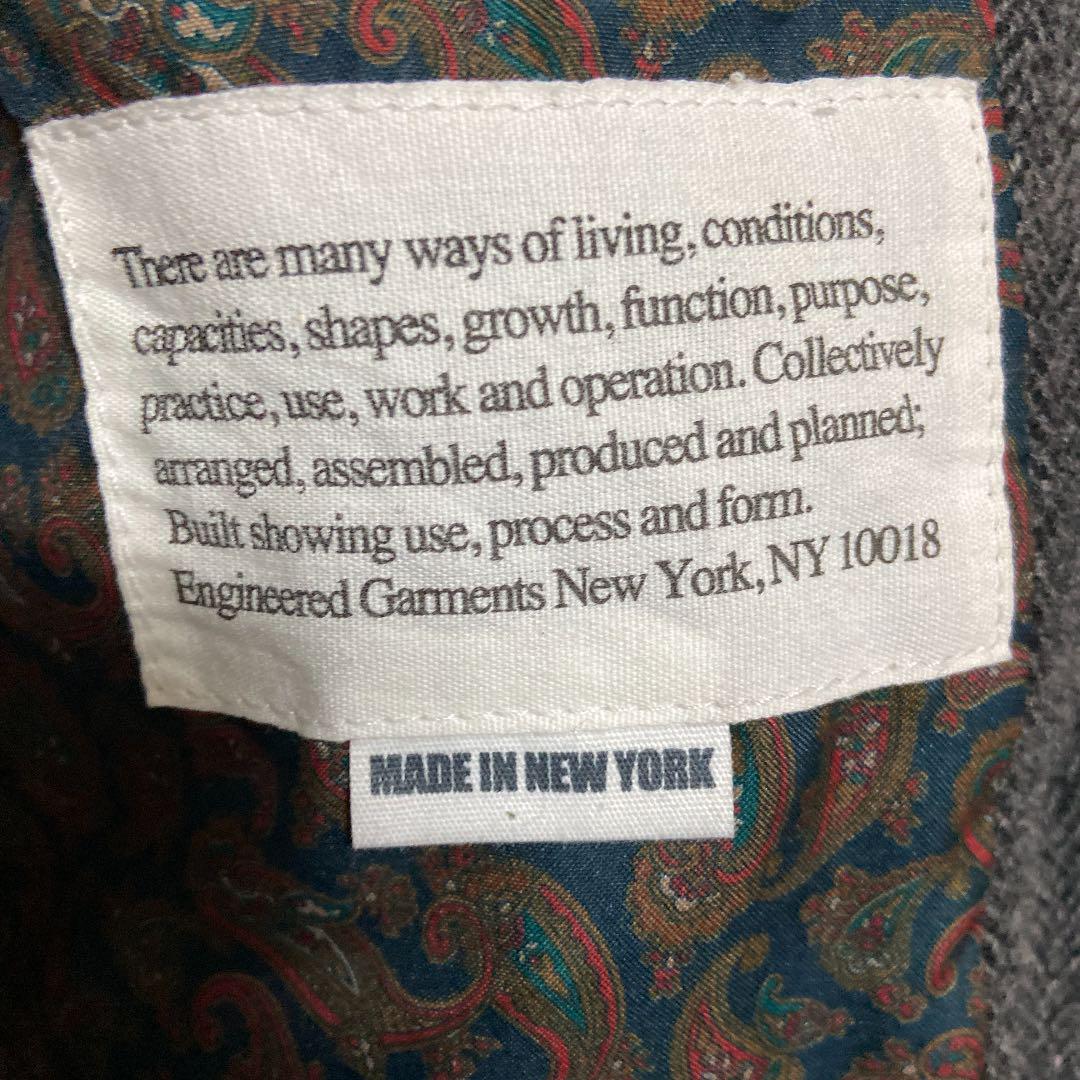 There are many ways of living, conditions,
capacities, shapes, growth, function, purpose,
practice, use, work and operation. Collectively
arranged, assembled, produced and planned;
Built showing use, process and form.
Engineered Garments New York, NY 10018
MADE IN NEW YORK